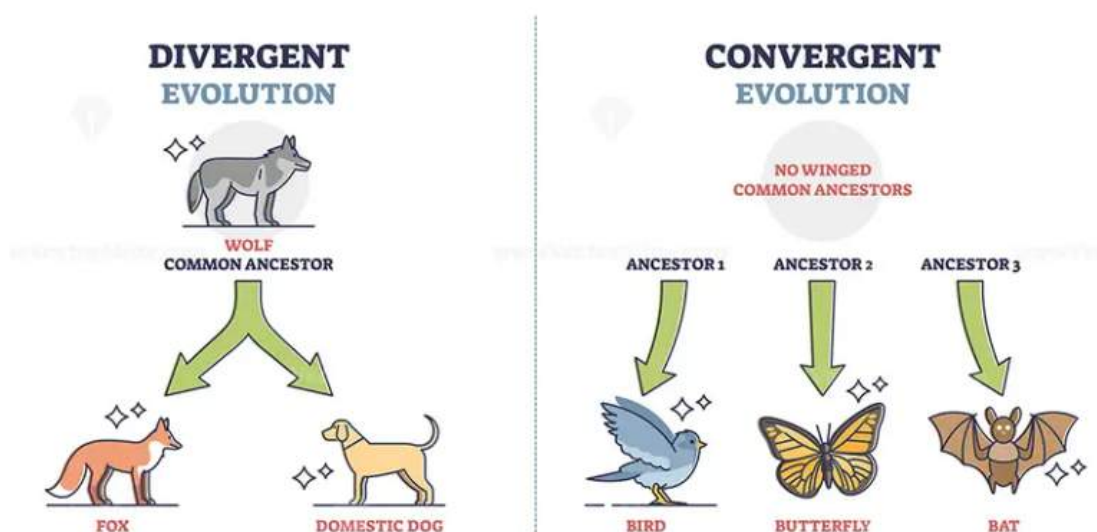 DIVERGENT
EVOLUTION
WOLF
COMMON ANCESTOR
FOX
DOMESTIC DOG
CONVERGENT
EVOLUTION
NO WINGED
COMMON ANCESTORS
ANCESTOR 1
ANCESTOR 2
ANCESTOR 3
BIRD
BUTTERFLY
BAT